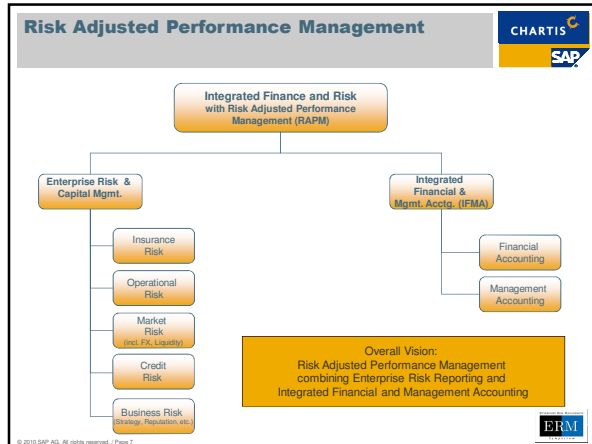 Risk Adjusted Performance Management
CHARTIS
SAP
Integrated Finance and Risk
with Risk Adjusted Performance
Management (RAPM)
Enterprise Risk &
Capital Mgmt.
Integrated
Financial &
Mgmt. Acctg. (IFMA)
Insurance
Risk
Operational
Risk
Market
Risk
(Incl. FX, Liquidity)
Credit
Risk
Business Risk
(Strategy, Reputation, etc.)
Financial
Accounting
Management
Accounting
Overall Vision:
Risk Adjusted Performance Management
combining Enterprise Risk Reporting and
Integrated Financial and Management Accounting
ERM
© 2010 SAP AG. All rights reserved. / Page 7